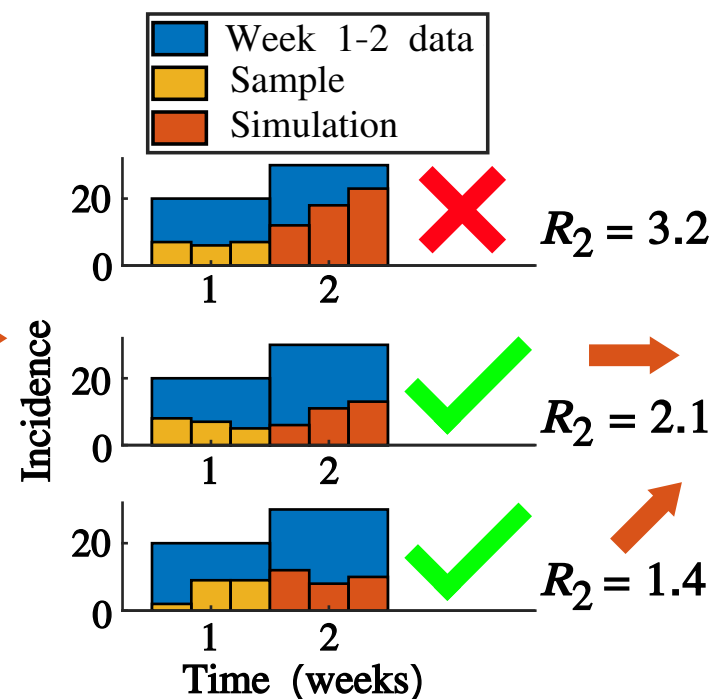 Week 1-2 data
Sample
Simulation
20
0
1 2
R2 = 3.2
Incidence
20
0
1 2
R2 = 2.1
20
0
1 2
R2 = 1.4
Time (weeks)